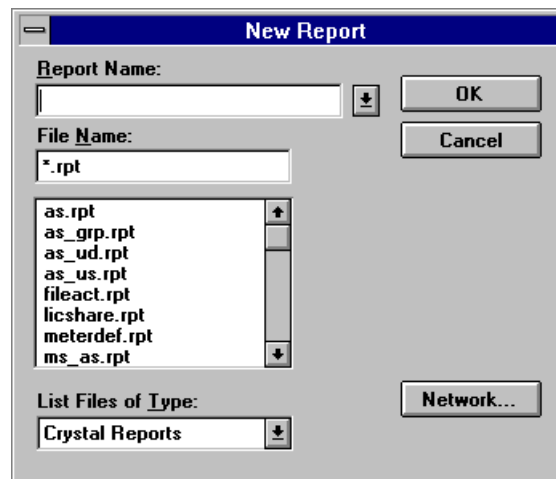 New Report
Report Name:
OK
File Name:
Cancel
*.rpt
as.rpt
as_grp.rpt
as_ud.rpt
as_us.rpt
fileact.rpt
licshare.rpt
meterdef.rpt
ms_as.rpt
List Files of Type:
Network...
Crystal Reports